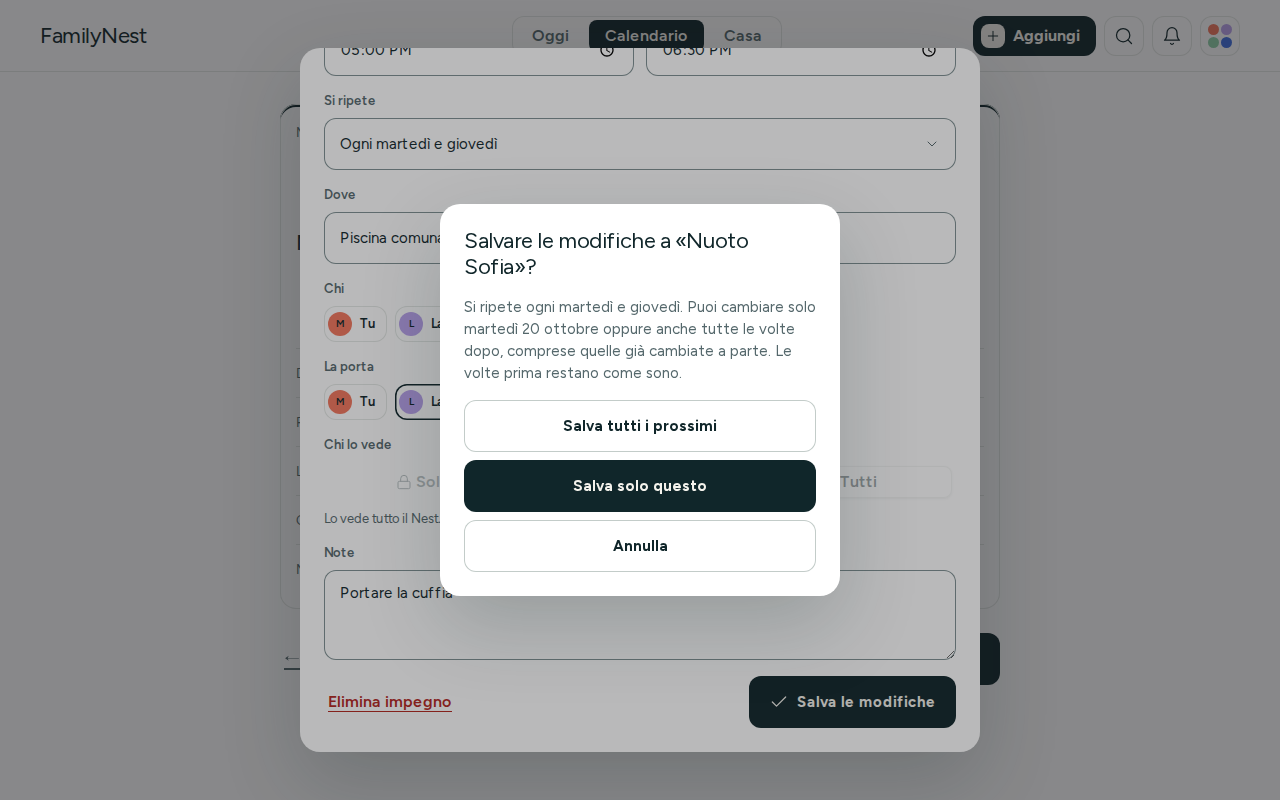 FamilyNest
Oggi
Calendario
Casa
Aggiungi
05:00 PM
06:30 PM
Si ripete
Ogni martedì e giovedì
Dove
Piscina comuna
Chi
M Tu
L La
La porta
M Tu
L La
Chi lo vede
Sol
Tutti
Lo vede tutto il Nest.
Note
Portare la cuffia
Elimina impegno
Salva le modifiche
Salvare le modifiche a «Nuoto
Sofia»?
Si ripete ogni martedì e giovedì. Puoi cambiare solo
martedì 20 ottobre oppure anche tutte le volte
dopo, comprese quelle già cambiate a parte. Le
volte prima restano come sono.
Salva tutti i prossimi
Salva solo questo
Annulla